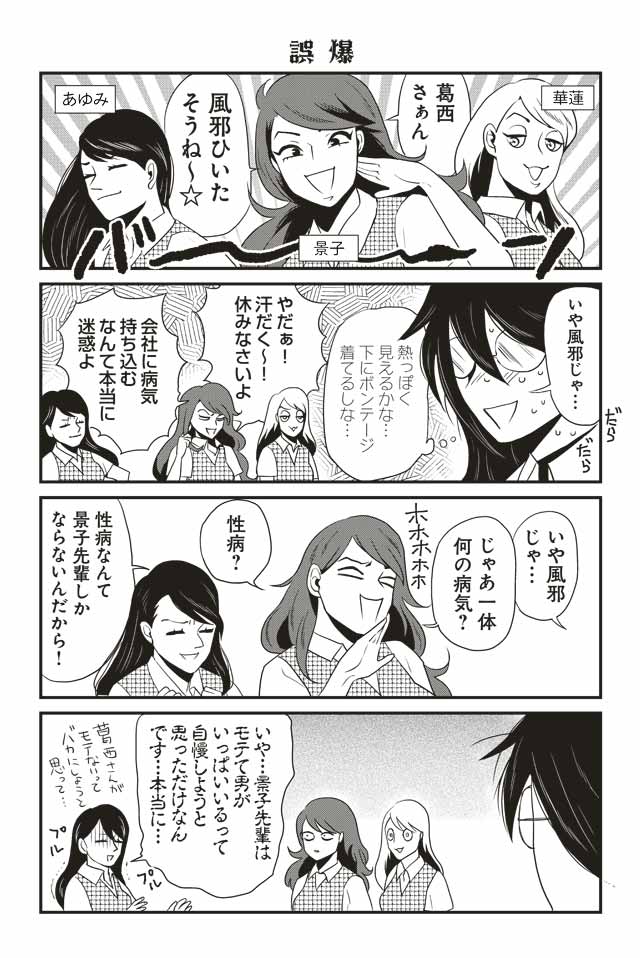 誤爆
華蓮
葛西
さぁん
景子
風邪ひいた
そうね〜☆
あゆみ
バーーン
いや風邪じゃ…
だら
だら
熱っぽく
見えるかな…
下にボンテージ
着てるしな…
やだぁ！
汗だく〜！
休みなさいよ
会社に病気
持ち込む
なんて本当に
迷惑よ
いや風邪
じゃ…
じゃあ一体
何の病気？
ホホホホホ
性病？
性病なんて
景子先輩しか
ならないんだから！
いや…景子先輩は
モテて男が
いっぱいいるって
自慢しようと
思っただけなん
です…本当に…
葛西さんが
モテないって
バカにしようと
思って…
プル
プル